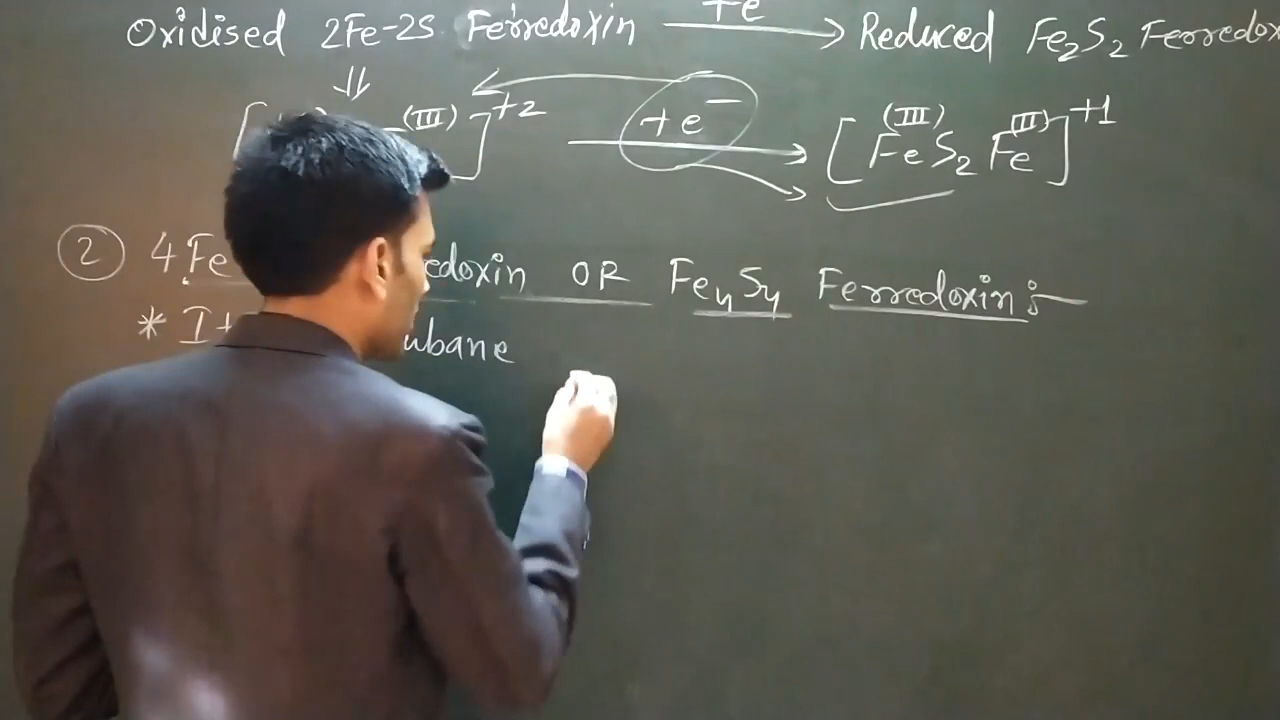 Oxidised 2Fe-2S Ferredoxin +e Reduced Fe₂S₂ Ferredox
⇓
[ (III) ]⁺² + e⁻ [ (III) (III) FeS₂ Fe ]⁺¹
② 4Fe edoxin OR Fe₄S₄ Ferredoxin :-
* It ubane